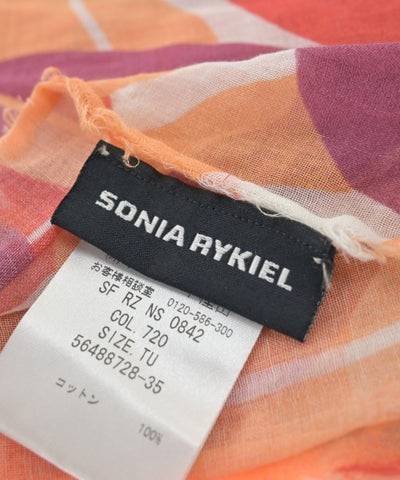 SONIA RYKIEL
お客様相談室 0120-586-300
SF RZ NS 0842
COL. 720
SIZE. TU
56488728-35
コットン 100%